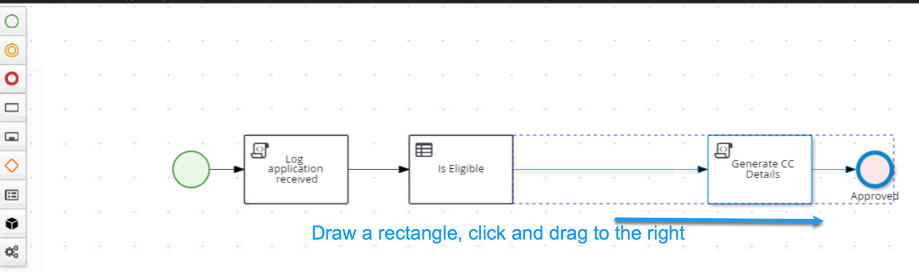 Log
application
received
Is Eligible
Generate CC
Details
Approved
Draw a rectangle, click and drag to the right